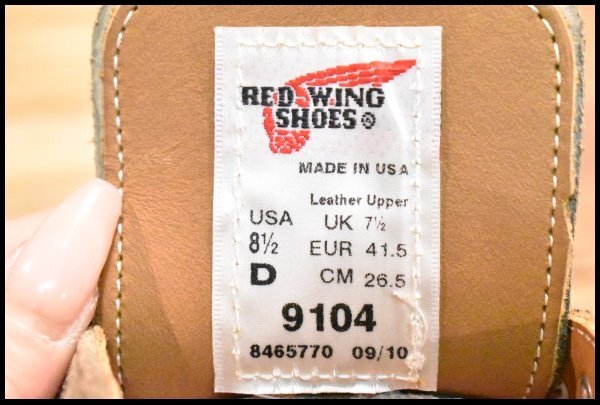 RED WING
SHOES®
MADE IN USA
Leather Upper
USA UK 7½
8½ EUR 41.5
D CM 26.5
9104
8465770 09/10